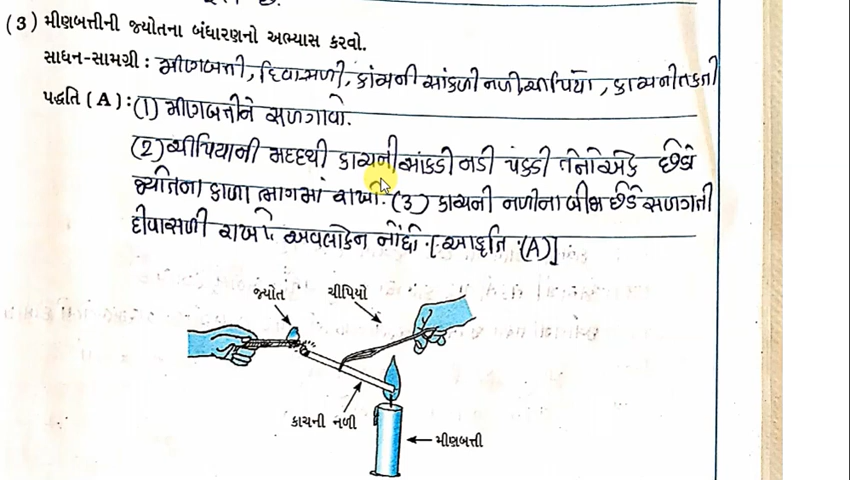 (3) મીણબત્તીની જ્યોતના બંધારણનો અભ્યાસ કરવો.
સાધન-સામગ્રી : મીણબત્તી, દિવાસળી, કાચની સાંકળી નળી, ચીપિયો, કાચની તકતી
પદ્ધતિ (A) : (1) મીણબત્તીને સળગાવો.
(2) ચીપિયાની મદદથી કાચની સાંકડી નળી પકડી તેનો એક છેડો
જ્યોતના કાળા ભાગમાં રાખો. (3) કાચની નળીના બીજા છેડે સળગતી
દીવાસળી રાખો. અવલોકન નોંધો. [આકૃતિ (A)]
જ્યોત
ચીપિયો
કાચની નળી
મીણબત્તી